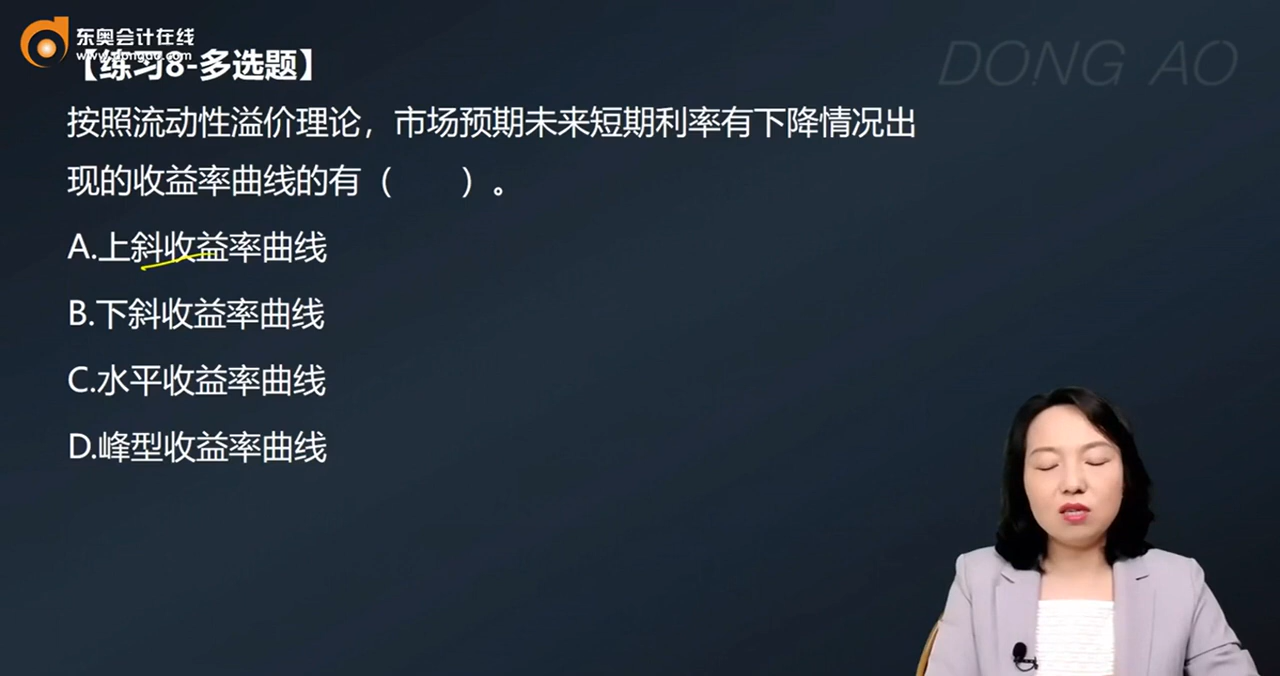 东奥会计在线
www.dongao.com
DONG AO
【练习8-多选题】
按照流动性溢价理论，市场预期未来短期利率有下降情况出
现的收益率曲线的有（　　）。
A.上斜收益率曲线
B.下斜收益率曲线
C.水平收益率曲线
D.峰型收益率曲线